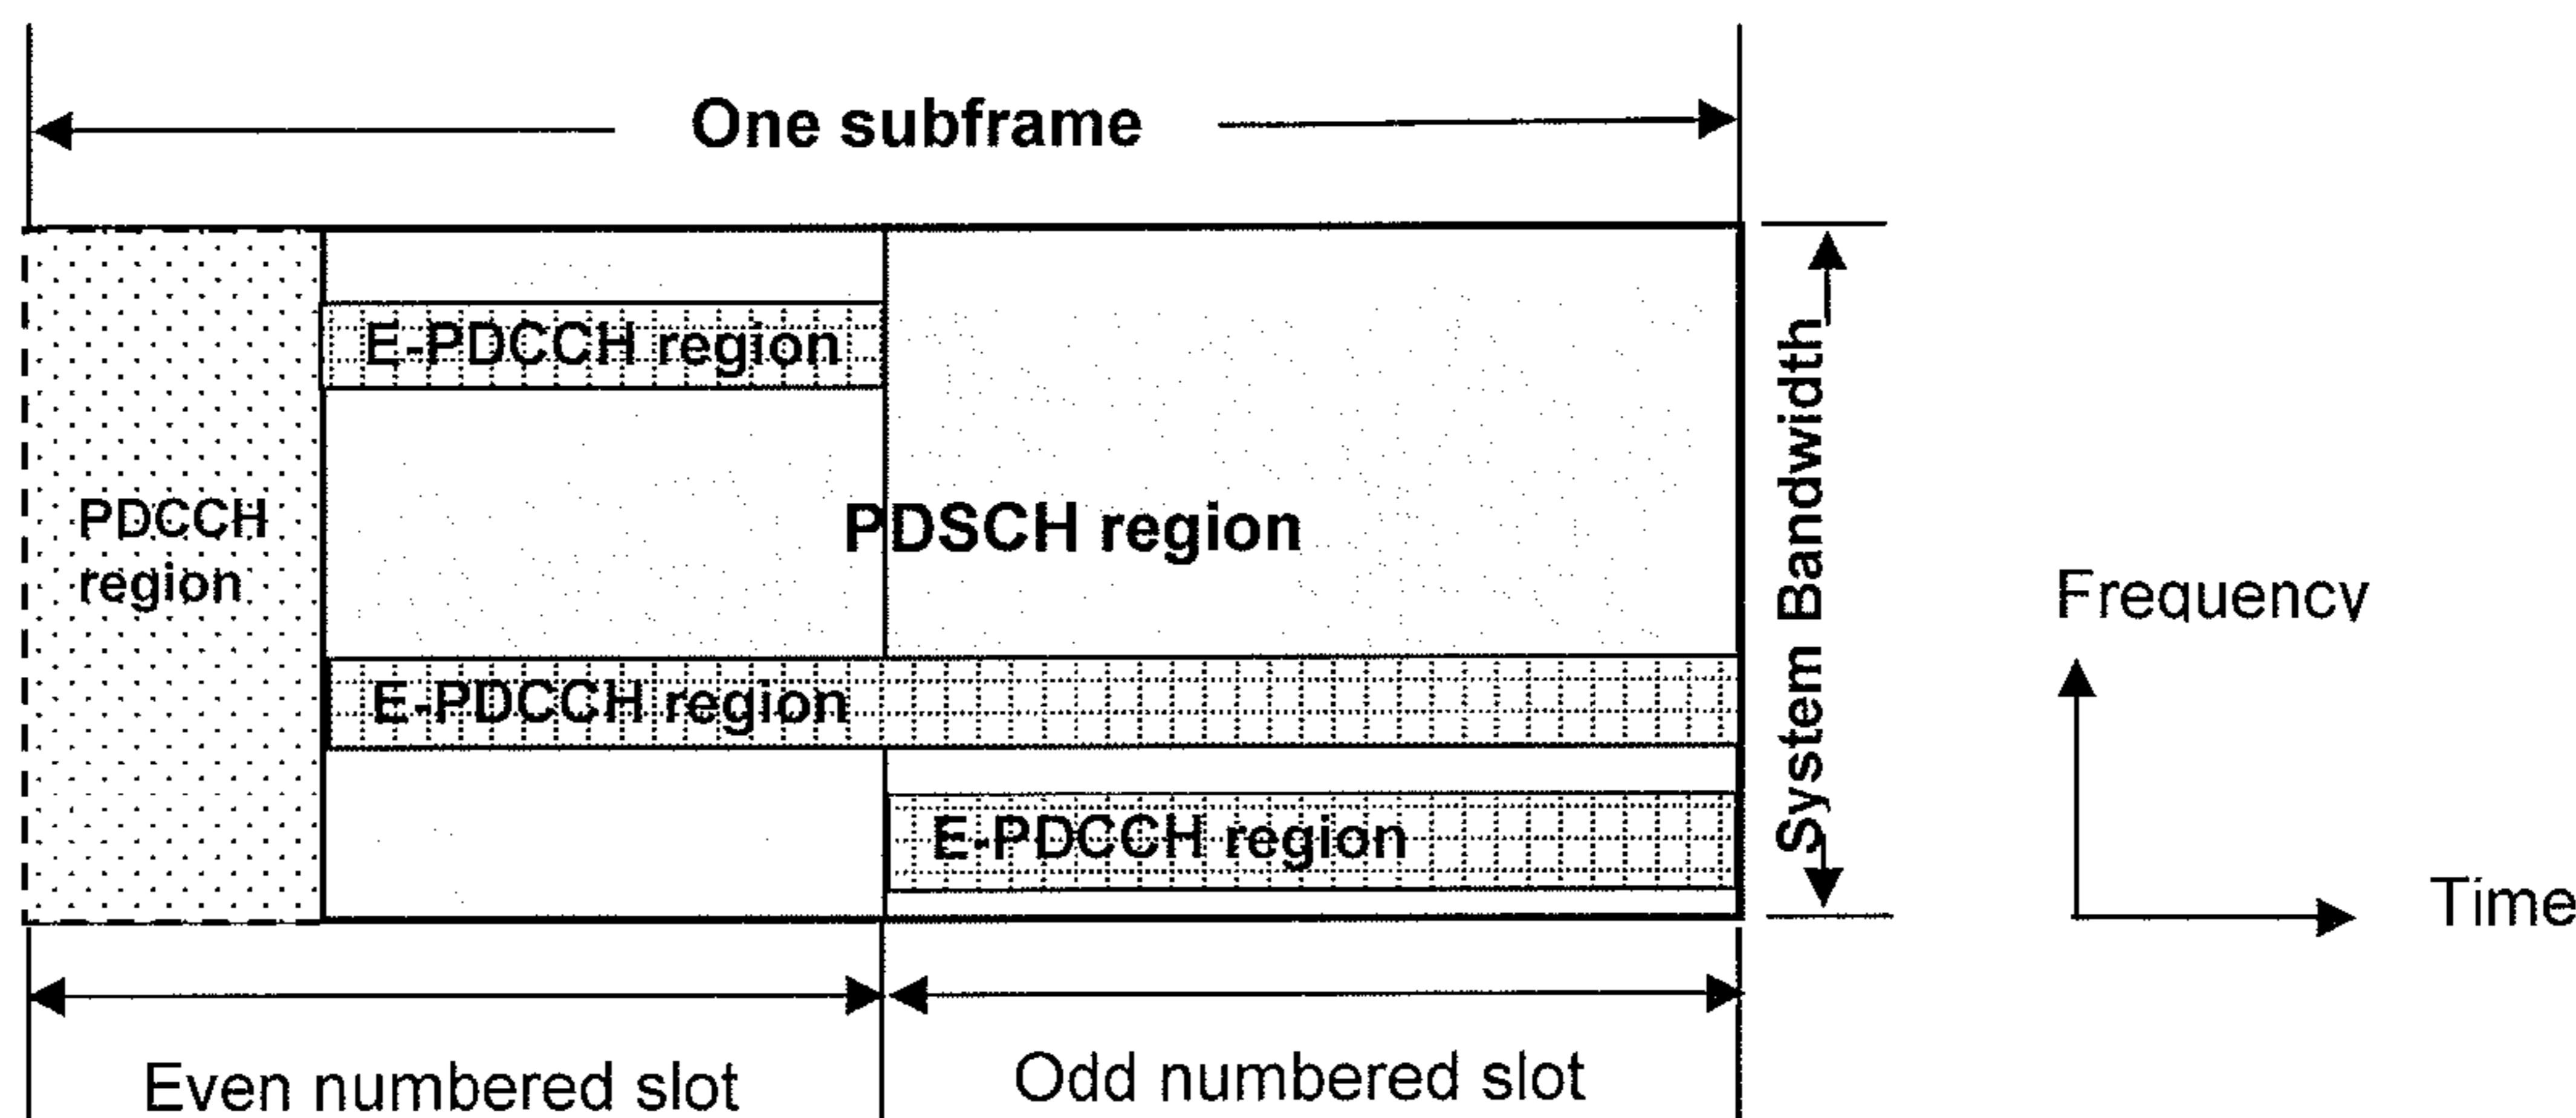 One subframe
E-PDCCH region
PDCCH
region
PDSCH region
E-PDCCH region
E-PDCCH region
System Bandwidth
Frequency
Time
Even numbered slot
Odd numbered slot